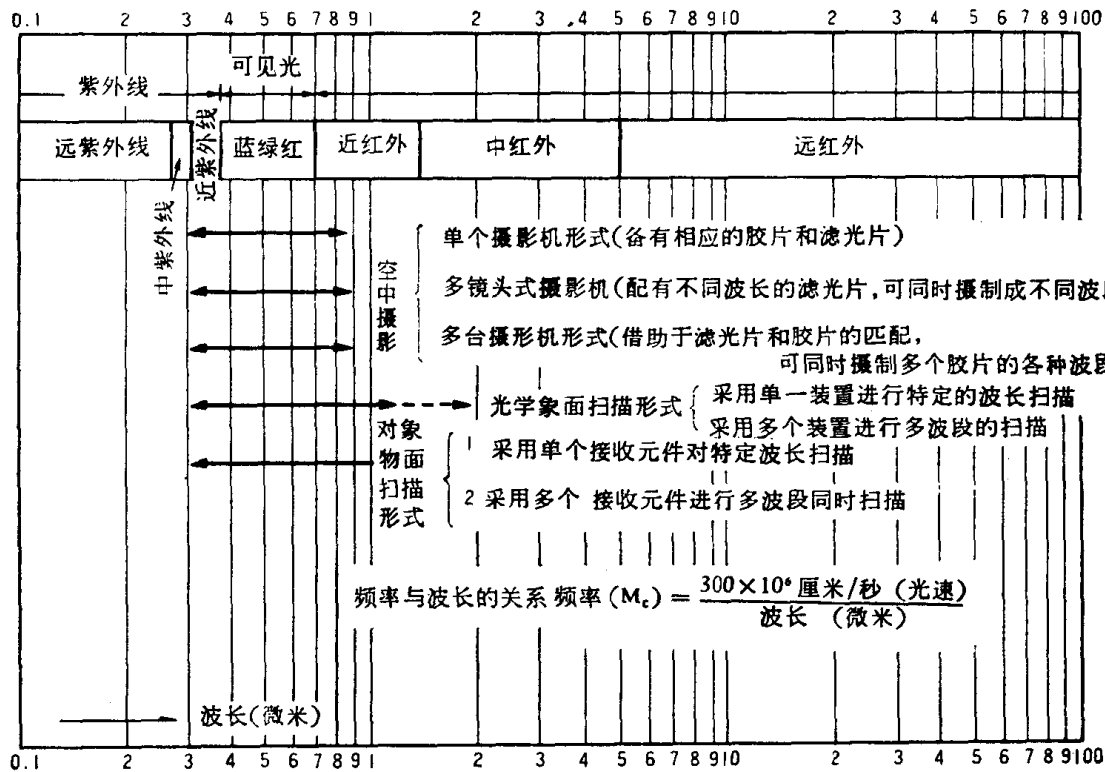 0.1 2 3 4 5 6 7 8 9 1 2 3 4 5 6 7 8 9 10 2 3 4 5 6 7 8 9 100
可见光
紫外线
远紫外线 近紫外线 蓝绿红 近红外 中红外 远红外
中紫外线
空中摄影
单个摄影机形式(备有相应的胶片和滤光片)
多镜头式摄影机(配有不同波长的滤光片,可同时摄制成不同波
多台摄形机形式(借助于滤光片和胶片的匹配,
可同时摄制多个胶片的各种波段
光学象面扫描形式 采用单一装置进行特定的波长扫描
采用多个装置进行多波段的扫描
对象
物面
扫描
形式
1 采用单个接收元件对特定波长扫描
2 采用多个 接收元件进行多波段同时扫描
频率与波长的关系 频率(Mc) = 300×10⁶ 厘米/秒 (光速)
波长 (微米)
波长(微米)
0.1 2 3 4 5 6 7 8 9 1 2 3 4 5 6 7 8 9 10 2 3 4 5 6 7 8 9 100